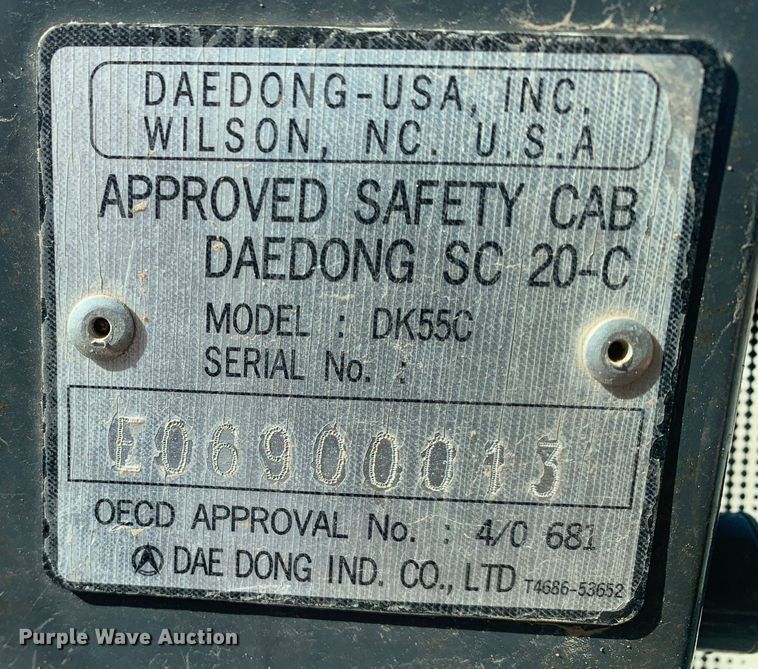 DAEDONG-USA, INC.
WILSON, NC. U.S.A
APPROVED SAFETY CAB
DAEDONG SC 20-C
MODEL : DK55C
SERIAL No. :
E06900013
OECD APPROVAL No. : 4/0 681
DAE DONG IND. CO., LTD T4686-53652
Purple Wave Auction